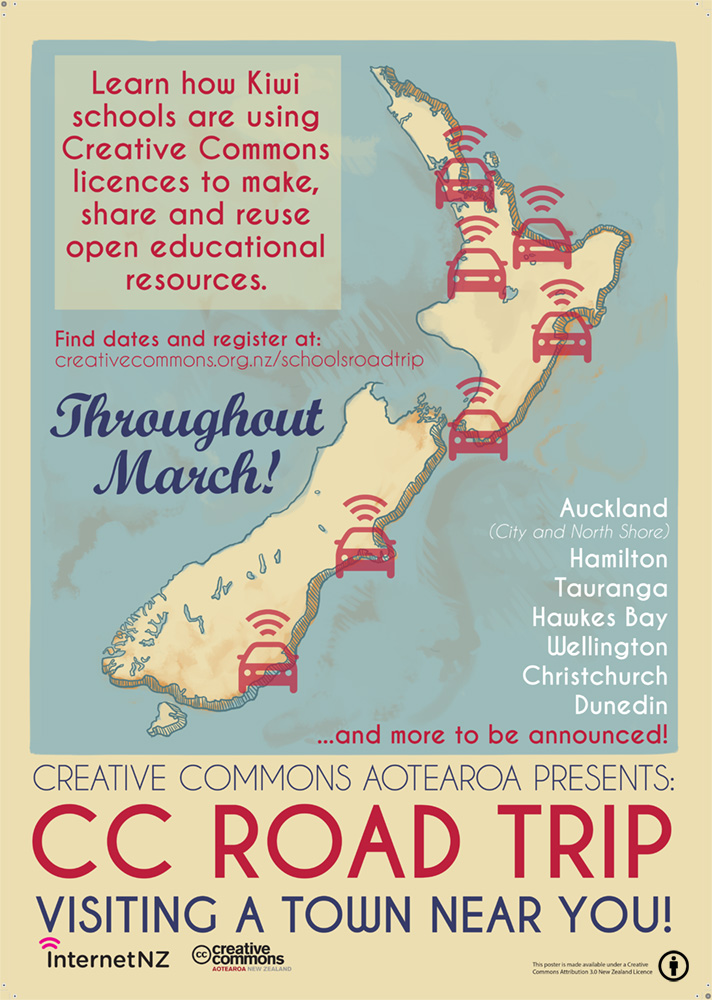 Learn how Kiwi
schools are using
Creative Commons
licences to make,
share and reuse
open educational
resources.
Find dates and register at:
creativecommons.org.nz/schoolsroadtrip
Throughout
March!
Auckland
(City and North Shore)
Hamilton
Tauranga
Hawkes Bay
Wellington
Christchurch
Dunedin
...and more to be announced!
CREATIVE COMMONS AOTEAROA PRESENTS:
CC ROAD TRIP
VISITING A TOWN NEAR YOU!
InternetNZ
cc creative
commons
AOTEAROA NEW ZEALAND
This poster is made available under a Creative
Commons Attribution 3.0 New Zealand Licence